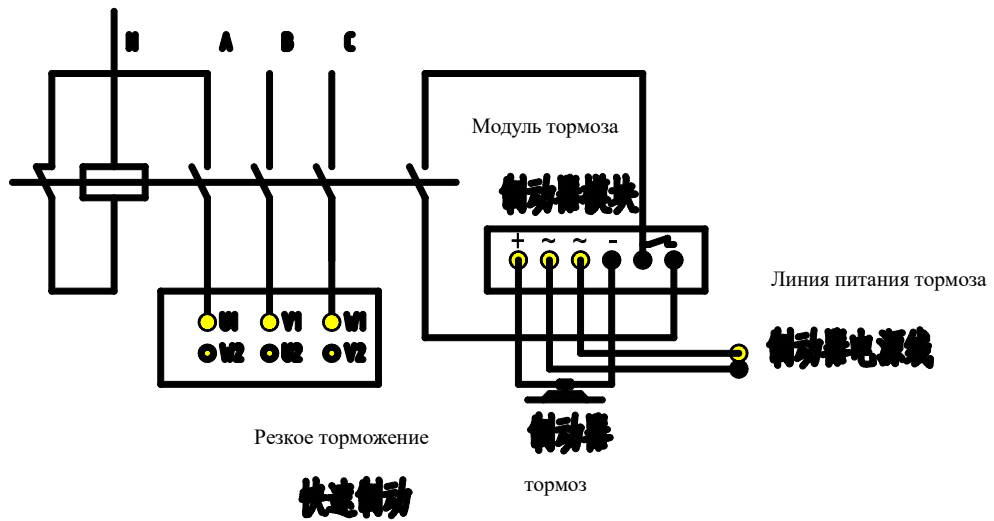 N A B C
Модуль тормоза
制动器模块
+ ~ ~ -
Линия питания тормоза
制动器电源线
U1 V1 W1
W2 U2 V2
制动器
Резкое торможение
тормоз
快速制动